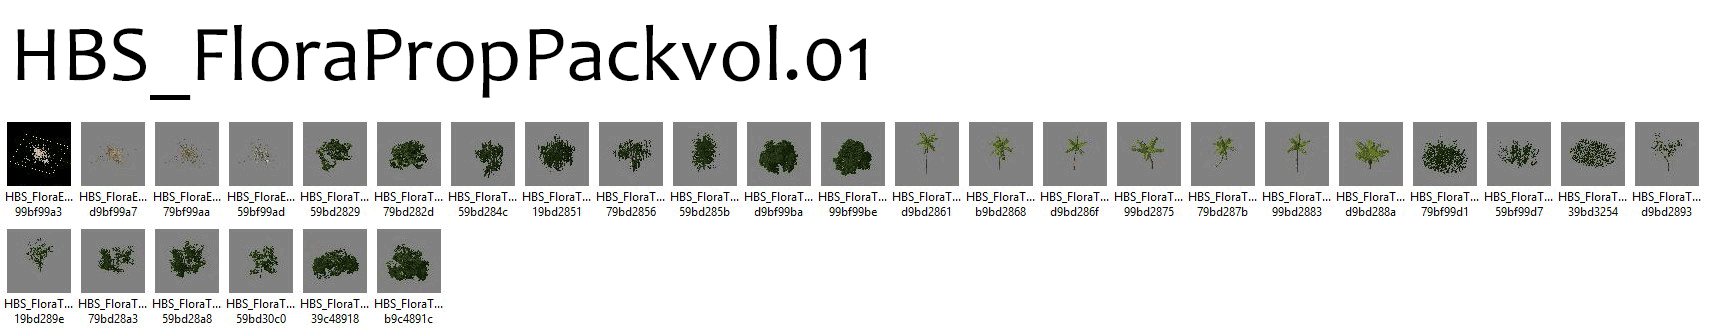 HBS_FloraPropPackvol.01
HBS_FloraE... HBS_FloraE... HBS_FloraE... HBS_FloraE... HBS_FloraT... HBS_FloraT... HBS_FloraT... HBS_FloraT... HBS_FloraT... HBS_FloraT... HBS_FloraT... HBS_FloraT... HBS_FloraT... HBS_FloraT... HBS_FloraT... HBS_FloraT... HBS_FloraT... HBS_FloraT... HBS_FloraT... HBS_FloraT... HBS_FloraT... HBS_FloraT... HBS_FloraT...
99bf99a3 d9bf99a7 79bf99aa 59bf99ad 59bd2829 79bd282d 59bd284c 19bd2851 79bd2856 59bd285b d9bf99ba 99bf99be d9bd2861 b9bd2868 d9bd286f 99bd2875 79bd287b 99bd2883 d9bd288a 79bf99d1 59bf99d7 39bd3254 d9bd2893
HBS_FloraT... HBS_FloraT... HBS_FloraT... HBS_FloraT... HBS_FloraT... HBS_FloraT...
19bd289e 79bd28a3 59bd28a8 59bd30c0 39c48918 b9c4891c